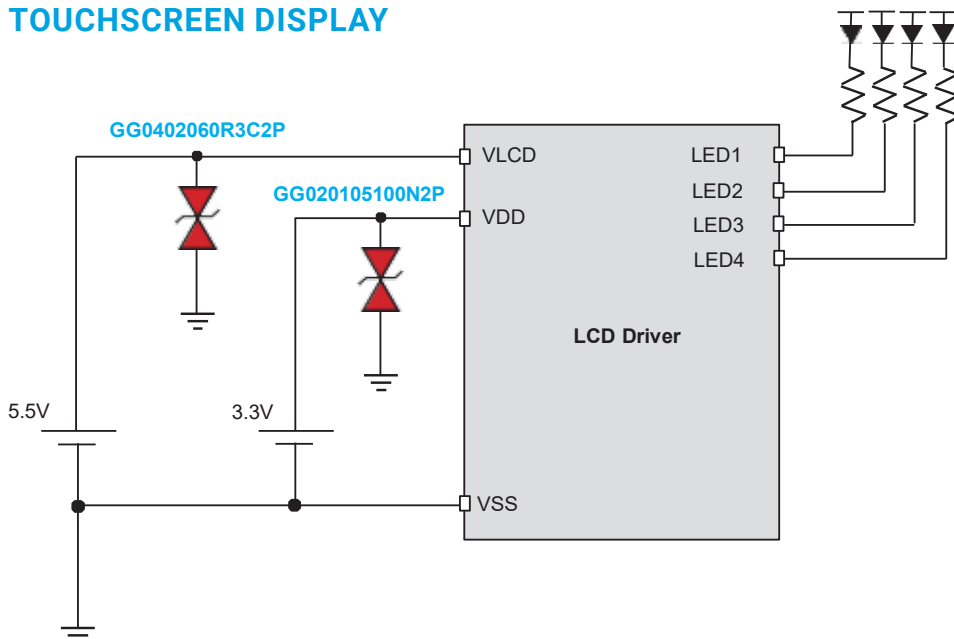 TOUCHSCREEN DISPLAY
GG0402060R3C2P
VLCD
LED1
GG020105100N2P
LED2
VDD
LED3
LED4
LCD Driver
5.5V
3.3V
VSS